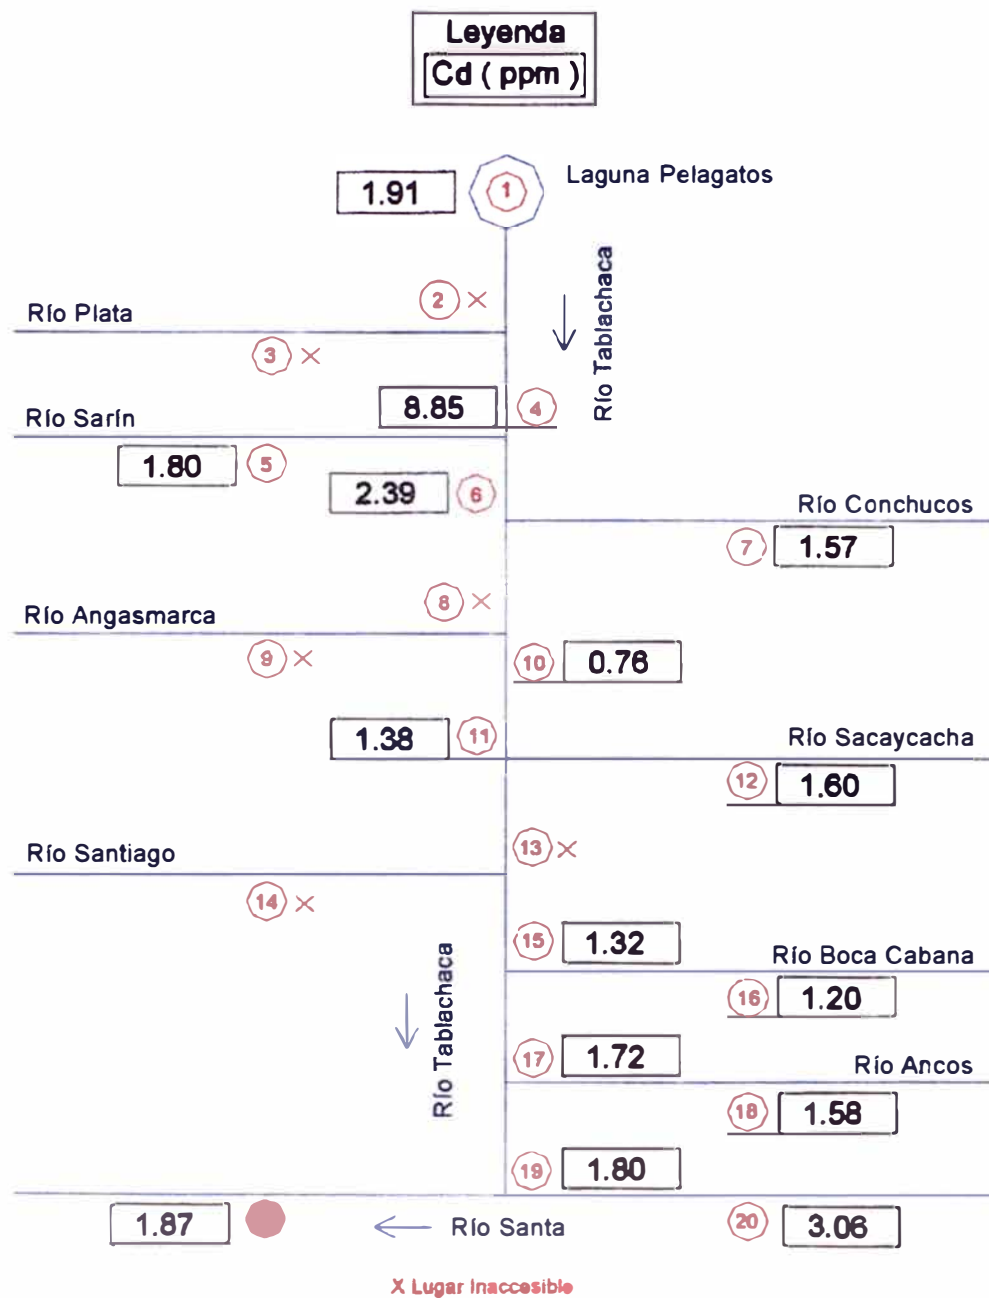 Leyenda
Cd ( ppm )
1.91
1
Laguna Pelagatos
2 X
Río Plata
Río Tablachaca
3 X
8.85
4
Río Sarín
1.80
5
2.39
6
Río Conchucos
7
1.57
8 X
Río Angasmarca
9 X
10
0.76
1.38
11
Río Sacaycacha
12
1.60
13 X
Río Santiago
14 X
15
1.32
Río Boca Cabana
16
1.20
Río Tablachaca
17
1.72
Río Ancos
18
1.58
19
1.80
1.87
Río Santa
20
3.06
X Lugar Inaccesible